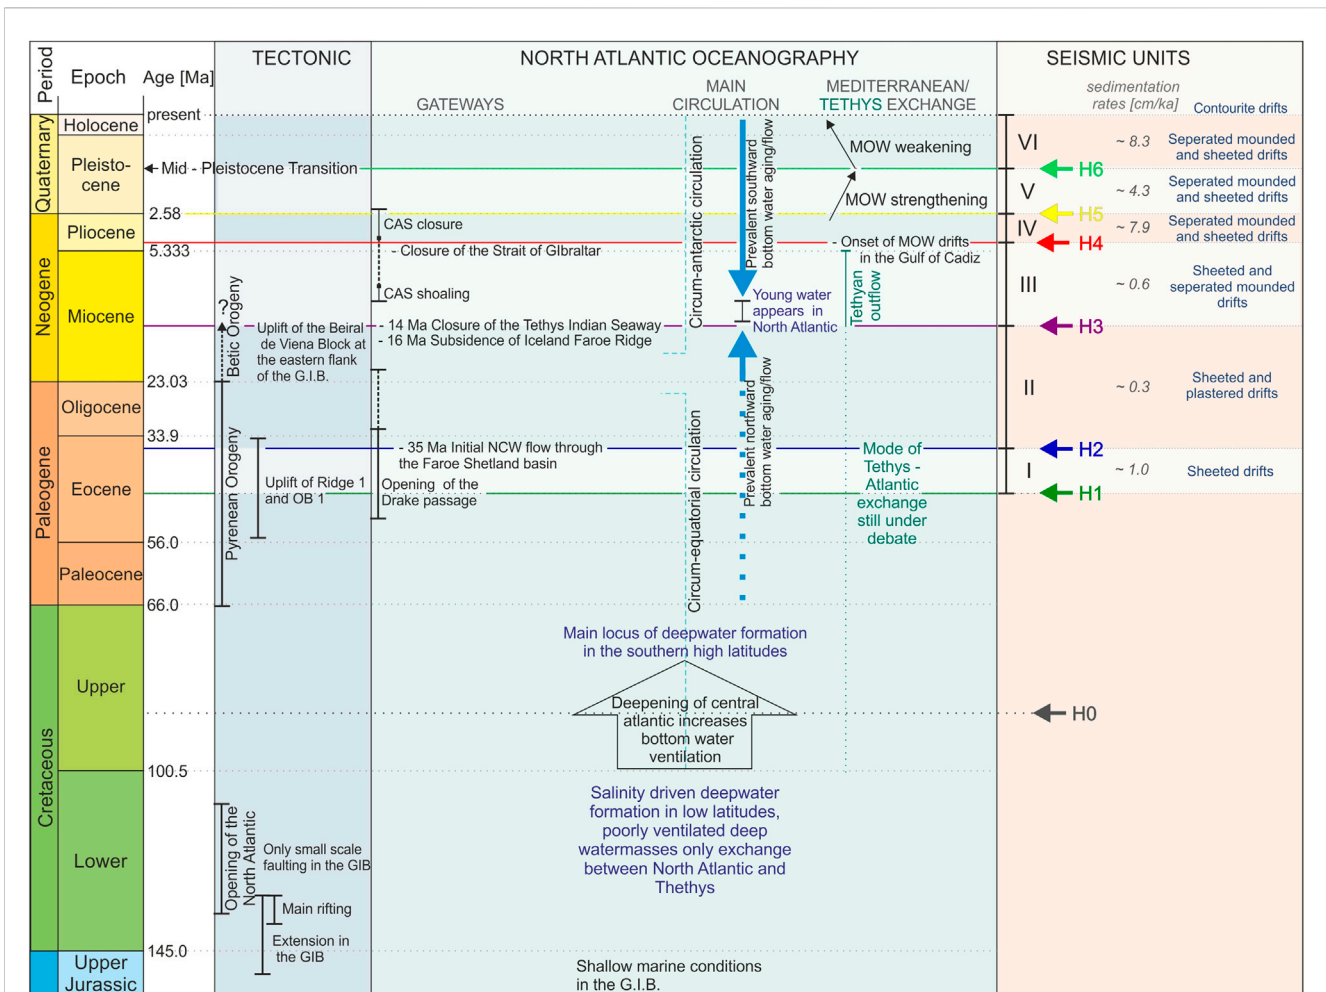 Period
Epoch
Age [Ma]
TECTONIC
NORTH ATLANTIC OCEANOGRAPHY
SEISMIC UNITS
GATEWAYS
MAIN
CIRCULATION
MEDITERRANEAN/
TETHYS EXCHANGE
sedimentation
rates [cm/ka]
Contourite drifts
Quaternary
Neogene
Paleogene
Cretaceous
Holocene
Pleisto-
cene
Pliocene
Miocene
Oligocene
Eocene
Paleocene
Upper
Lower
Upper
Jurassic
present
2.58
5.333
23.03
33.9
56.0
66.0
100.5
145.0
Mid - Pleistocene Transition
?
Betic Orogeny
Pyrenean Orogeny
Uplift of the Beiral
de Viena Block at
the eastern flank
of the G.I.B.
Uplift of Ridge 1
and OB 1
Opening of the
North Atlantic
Only small scale
faulting in the GIB
Main rifting
Extension in
the GIB
CAS closure
- Closure of the Strait of GIbraltar
CAS shoaling
- 14 Ma Closure of the Tethys Indian Seaway
- 16 Ma Subsidence of Iceland Faroe Ridge
- 35 Ma Initial NCW flow through
the Faroe Shetland basin
Opening of the
Drake passage
Circum-antarctic circulation
Circum-equatorial circulation
Prevalent southward
bottom water aging/flow
Young water
appears in
North Atlantic
Prevalent northward
bottom water aging/flow
Main locus of deepwater formation
in the southern high latitudes
Deepening of central
atlantic increases
bottom water
ventilation
Salinity driven deepwater
formation in low latitudes,
poorly ventilated deep
watermasses only exchange
between North Atlantic and
Thethys
Shallow marine conditions
in the G.I.B.
MOW weakening
MOW strengthening
- Onset of MOW drifts
in the Gulf of Cadiz
Tethyan
outflow
Mode of
Tethys -
Atlantic
exchange
still under
debate
VI
~ 8.3
Seperated mounded
and sheeted drifts
H6
V
~ 4.3
Seperated mounded
and sheeted drifts
H5
IV
~ 7.9
Seperated mounded
and sheeted drifts
H4
III
~ 0.6
Sheeted and
seperated mounded
drifts
H3
II
~ 0.3
Sheeted and
plastered drifts
H2
I
~ 1.0
Sheeted drifts
H1
H0